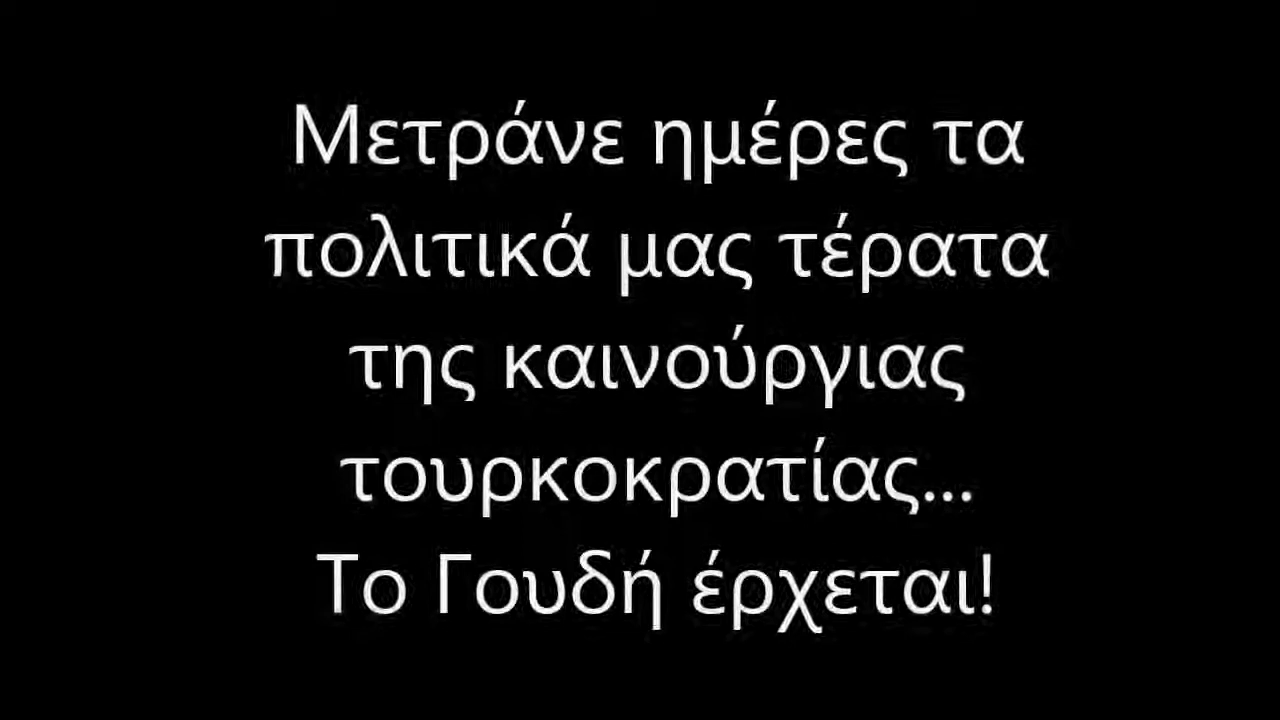 Μετράνε ημέρες τα
πολιτικά μας τέρατα
της καινούργιας
τουρκοκρατίας...
Το Γουδή έρχεται!